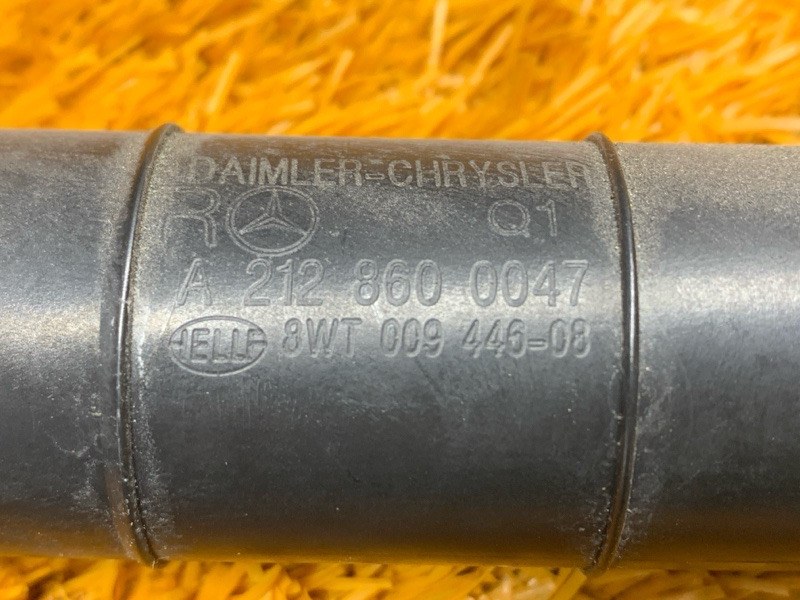 DAIMLER-CHRYSLER
R Q1
A 212 860 0047
HELLA 8WT 009 446-08